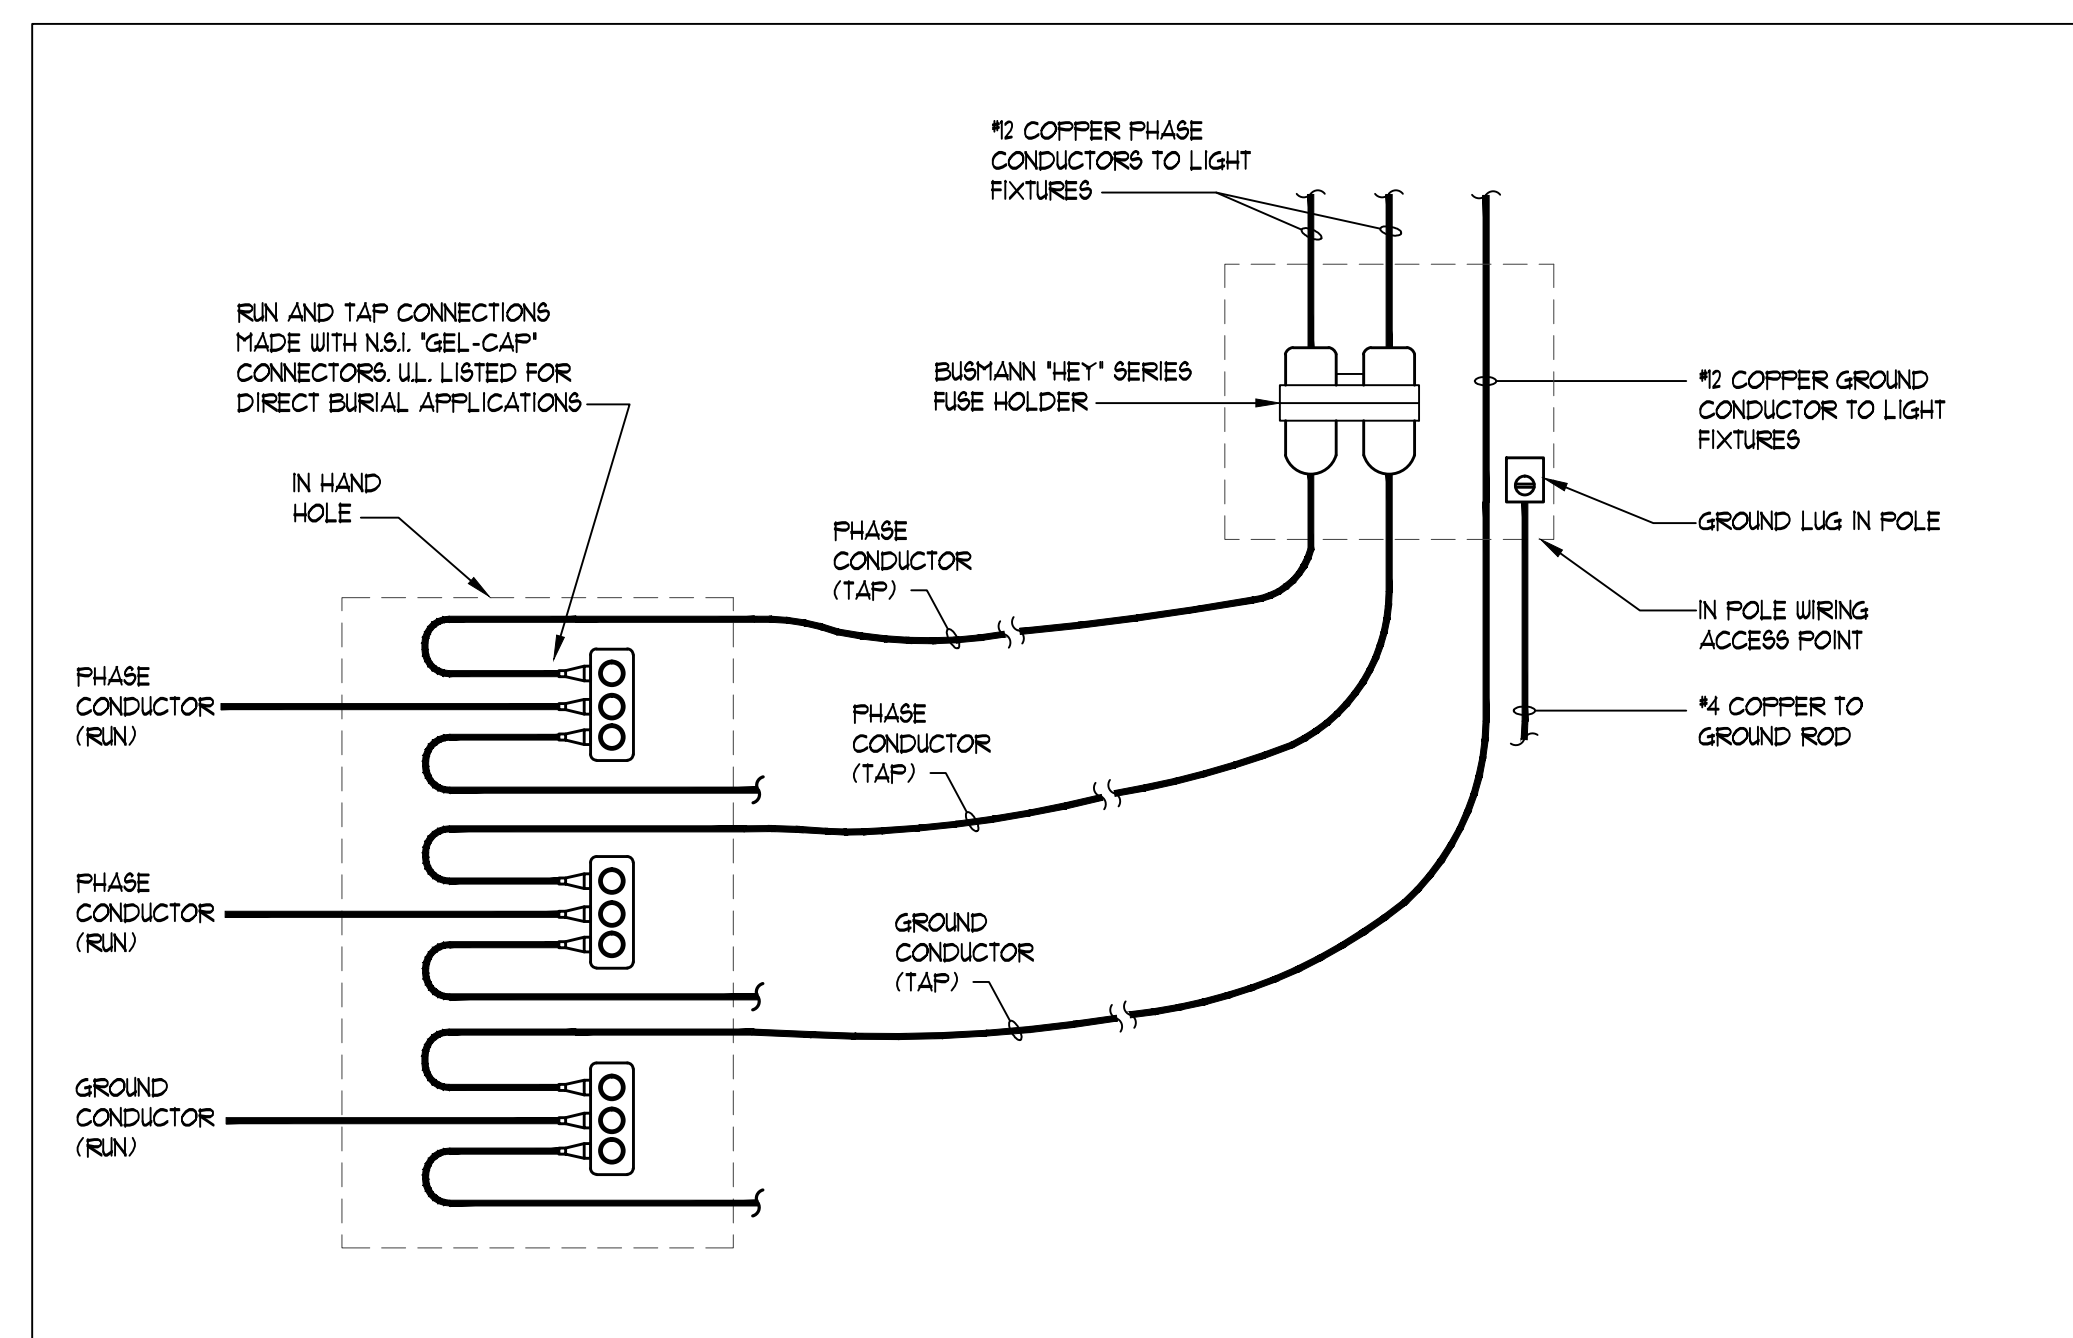 #12 COPPER PHASE
CONDUCTORS TO LIGHT
FIXTURES
RUN AND TAP CONNECTIONS
MADE WITH N.S.I. "GEL-CAP"
CONNECTORS. U.L. LISTED FOR
DIRECT BURIAL APPLICATIONS
BUSMANN "HEY" SERIES
FUSE HOLDER
#12 COPPER GROUND
CONDUCTOR TO LIGHT
FIXTURES
IN HAND
HOLE
GROUND LUG IN POLE
PHASE
CONDUCTOR
(TAP)
IN POLE WIRING
ACCESS POINT
PHASE
CONDUCTOR
(RUN)
PHASE
CONDUCTOR
(TAP)
#4 COPPER TO
GROUND ROD
PHASE
CONDUCTOR
(RUN)
GROUND
CONDUCTOR
(TAP)
GROUND
CONDUCTOR
(RUN)